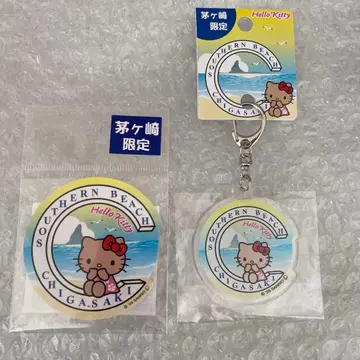 茅ヶ崎
限定
Hello Kitty
SOUTHERN BEACH
CHIGASAKI
茅ヶ崎
限定
Hello Kitty
SOUTHERN BEACH
CHIGASAKI
Hello Kitty
SOUTHERN BEACH
CHIGASAKI